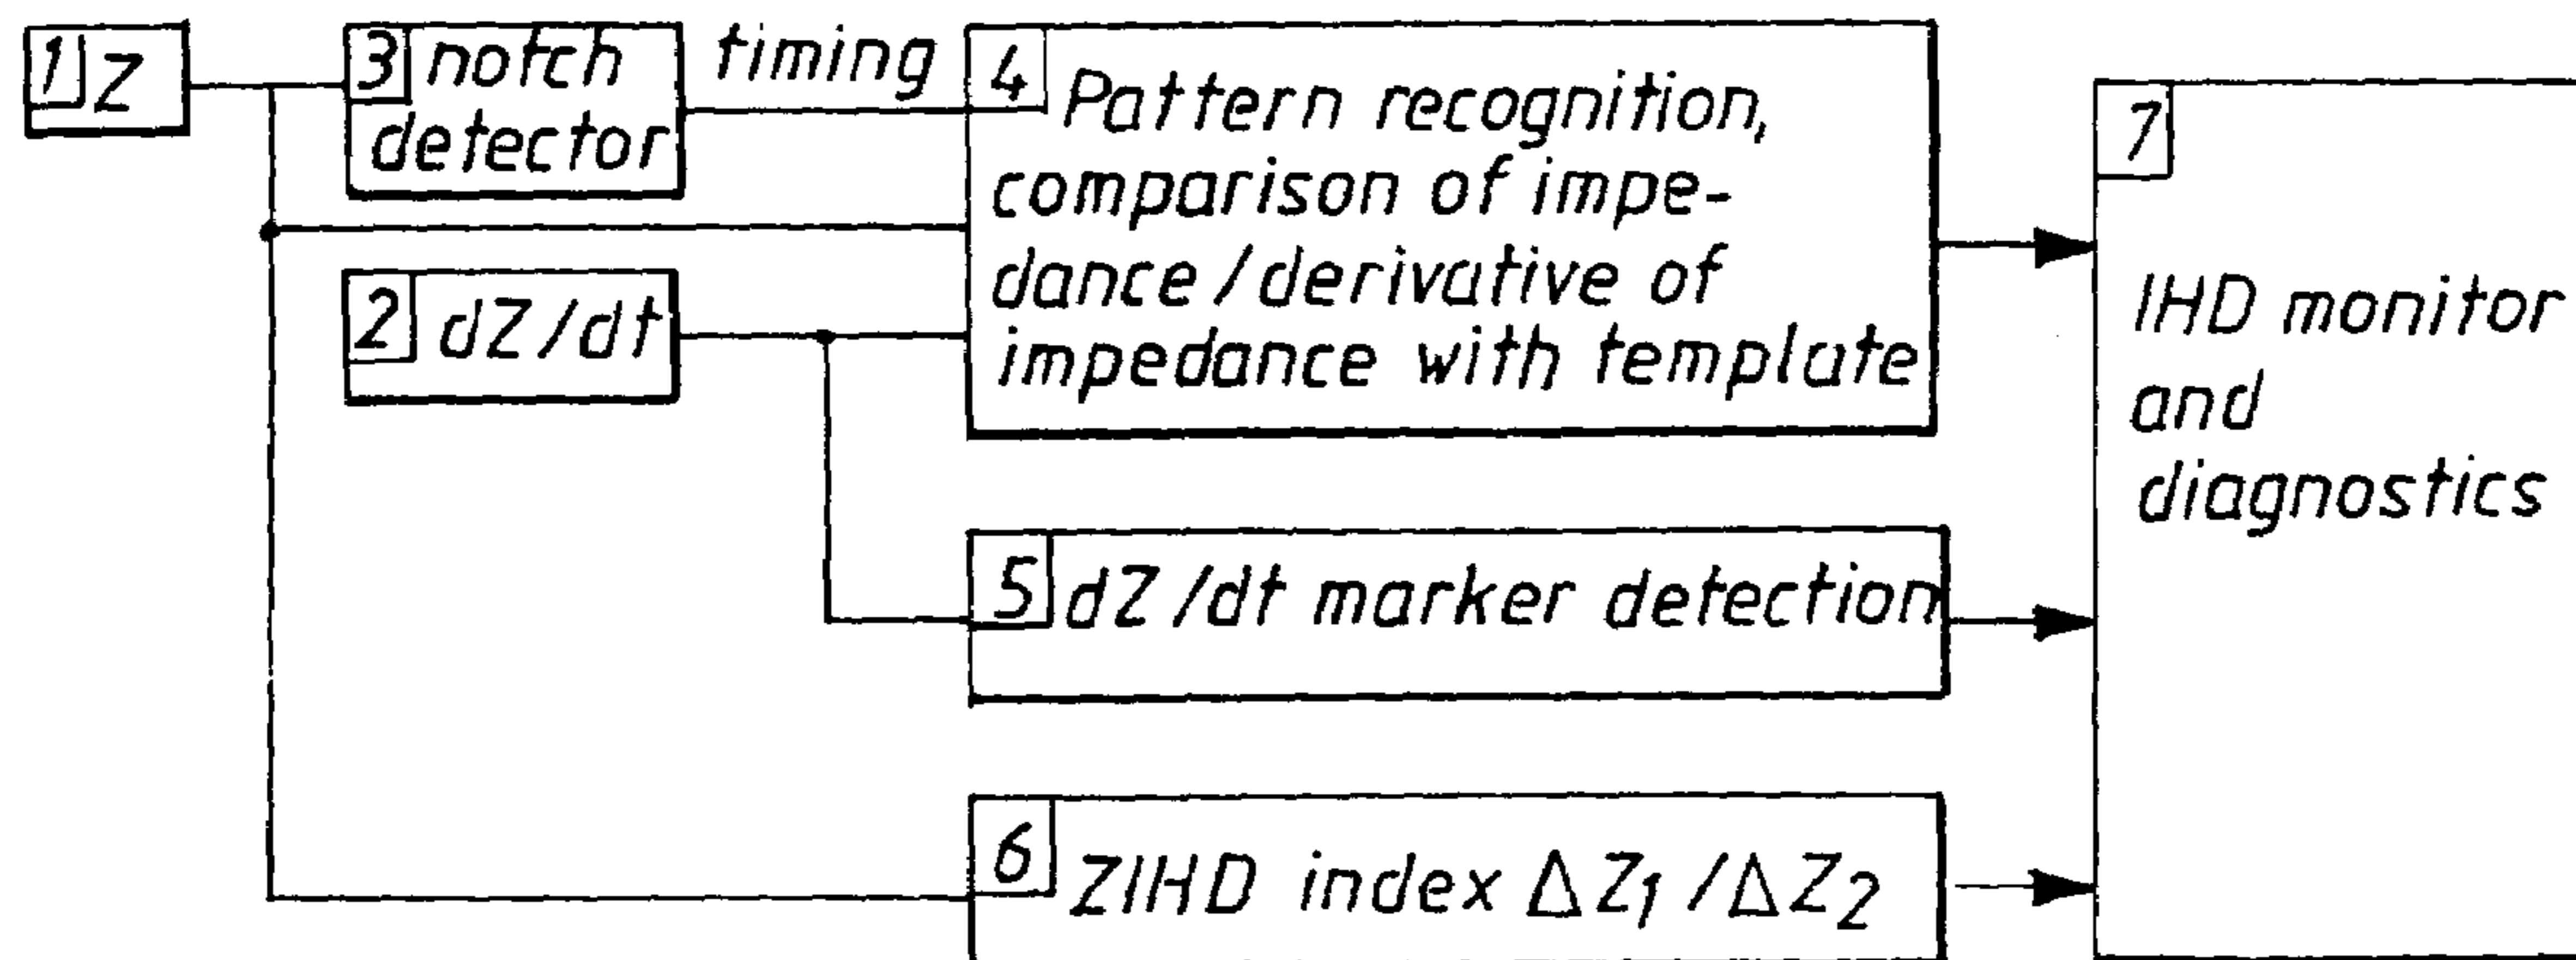 1 Z
3 notch
detector
timing
4 Pattern recognition,
comparison of impe-
dance/derivative of
impedance with template
2 dZ/dt
5 dZ/dt marker detection
6 ZIHD index ΔZ1/ΔZ2
7
IHD monitor
and
diagnostics